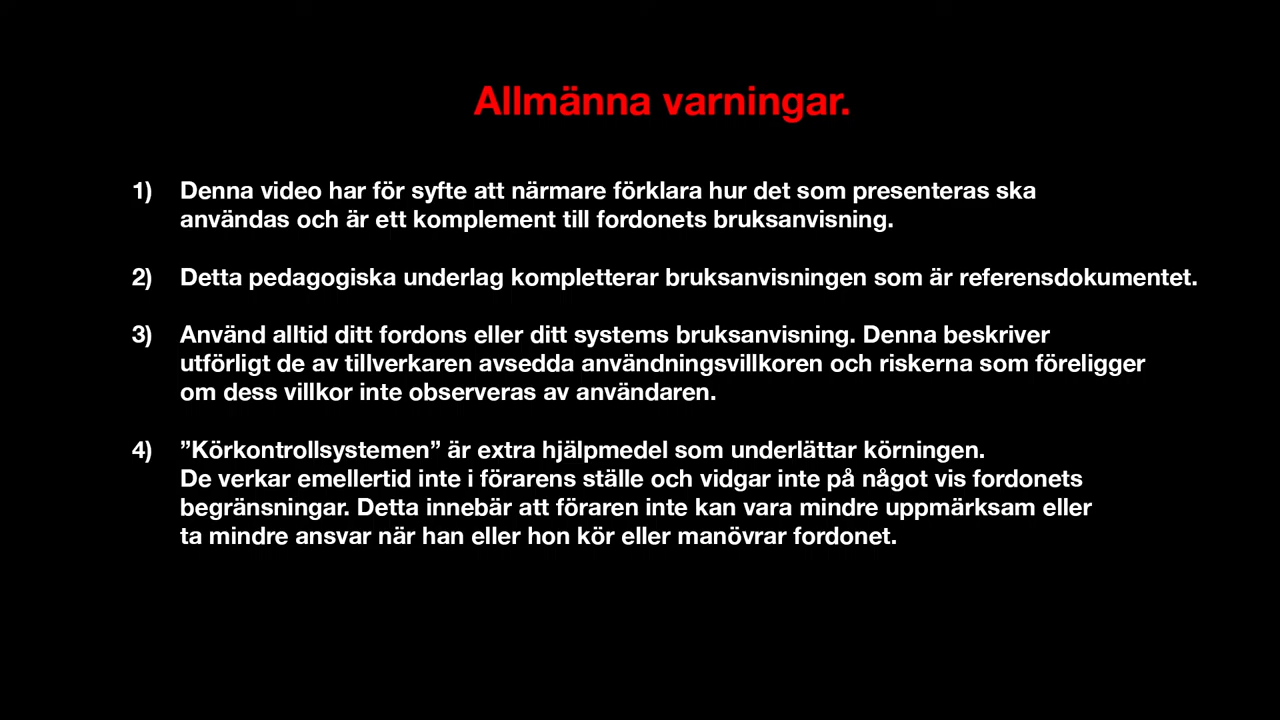 Allmänna varningar.
1) Denna video har för syfte att närmare förklara hur det som presenteras ska
användas och är ett komplement till fordonets bruksanvisning.
2) Detta pedagogiska underlag kompletterar bruksanvisningen som är referensdokumentet.
3) Använd alltid ditt fordons eller ditt systems bruksanvisning. Denna beskriver
utförligt de av tillverkaren avsedda användningsvillkoren och riskerna som föreligger
om dess villkor inte observeras av användaren.
4) ”Körkontrollsystemen” är extra hjälpmedel som underlättar körningen.
De verkar emellertid inte i förarens ställe och vidgar inte på något vis fordonets
begränsningar. Detta innebär att föraren inte kan vara mindre uppmärksam eller
ta mindre ansvar när han eller hon kör eller manövrar fordonet.